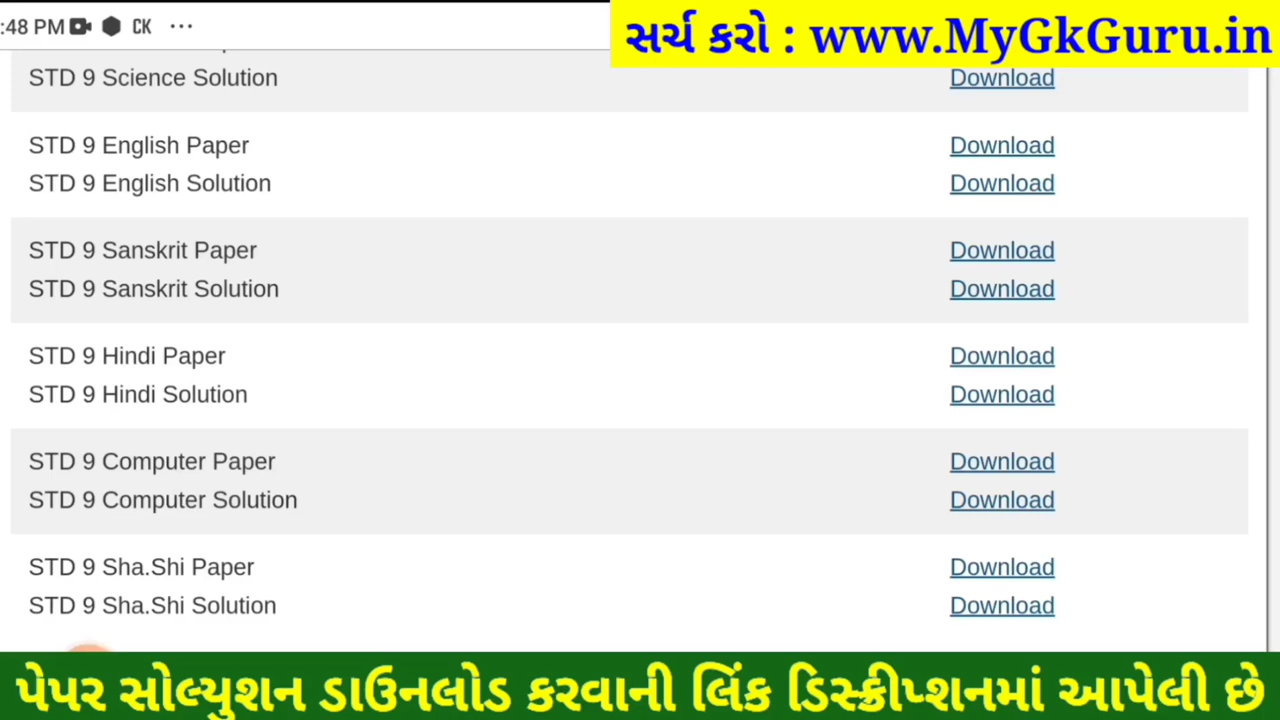 :48 PM CK ...
સર્ચ કરો : www.MyGkGuru.in
STD 9 Science Solution Download
STD 9 English Paper Download
STD 9 English Solution Download
STD 9 Sanskrit Paper Download
STD 9 Sanskrit Solution Download
STD 9 Hindi Paper Download
STD 9 Hindi Solution Download
STD 9 Computer Paper Download
STD 9 Computer Solution Download
STD 9 Sha.Shi Paper Download
STD 9 Sha.Shi Solution Download
પેપર સોલ્યુશન ડાઉનલોડ કરવાની લિંક ડિસ્ક્રીપ્શનમાં આપેલી છે